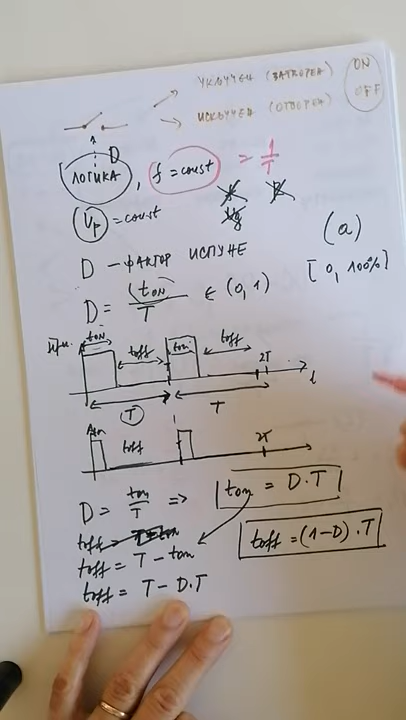 УКЉУЧЕН (ЗАТВОРЕН) ON
ИСКЉУЧЕН (ОТВОРЕН) OFF
D
ЛОГИКА, f = const = 1/T
Up = const
D – ФАКТОР ИСПУНЕ
(a)
D = tON/T ∈ (0, 1) [0, 100%]
ton toff ton toff 2T
t
T T
toff 2T
D = ton/T => ton = D·T
toff = T - ton
toff = (1-D)·T
toff = T - D·T